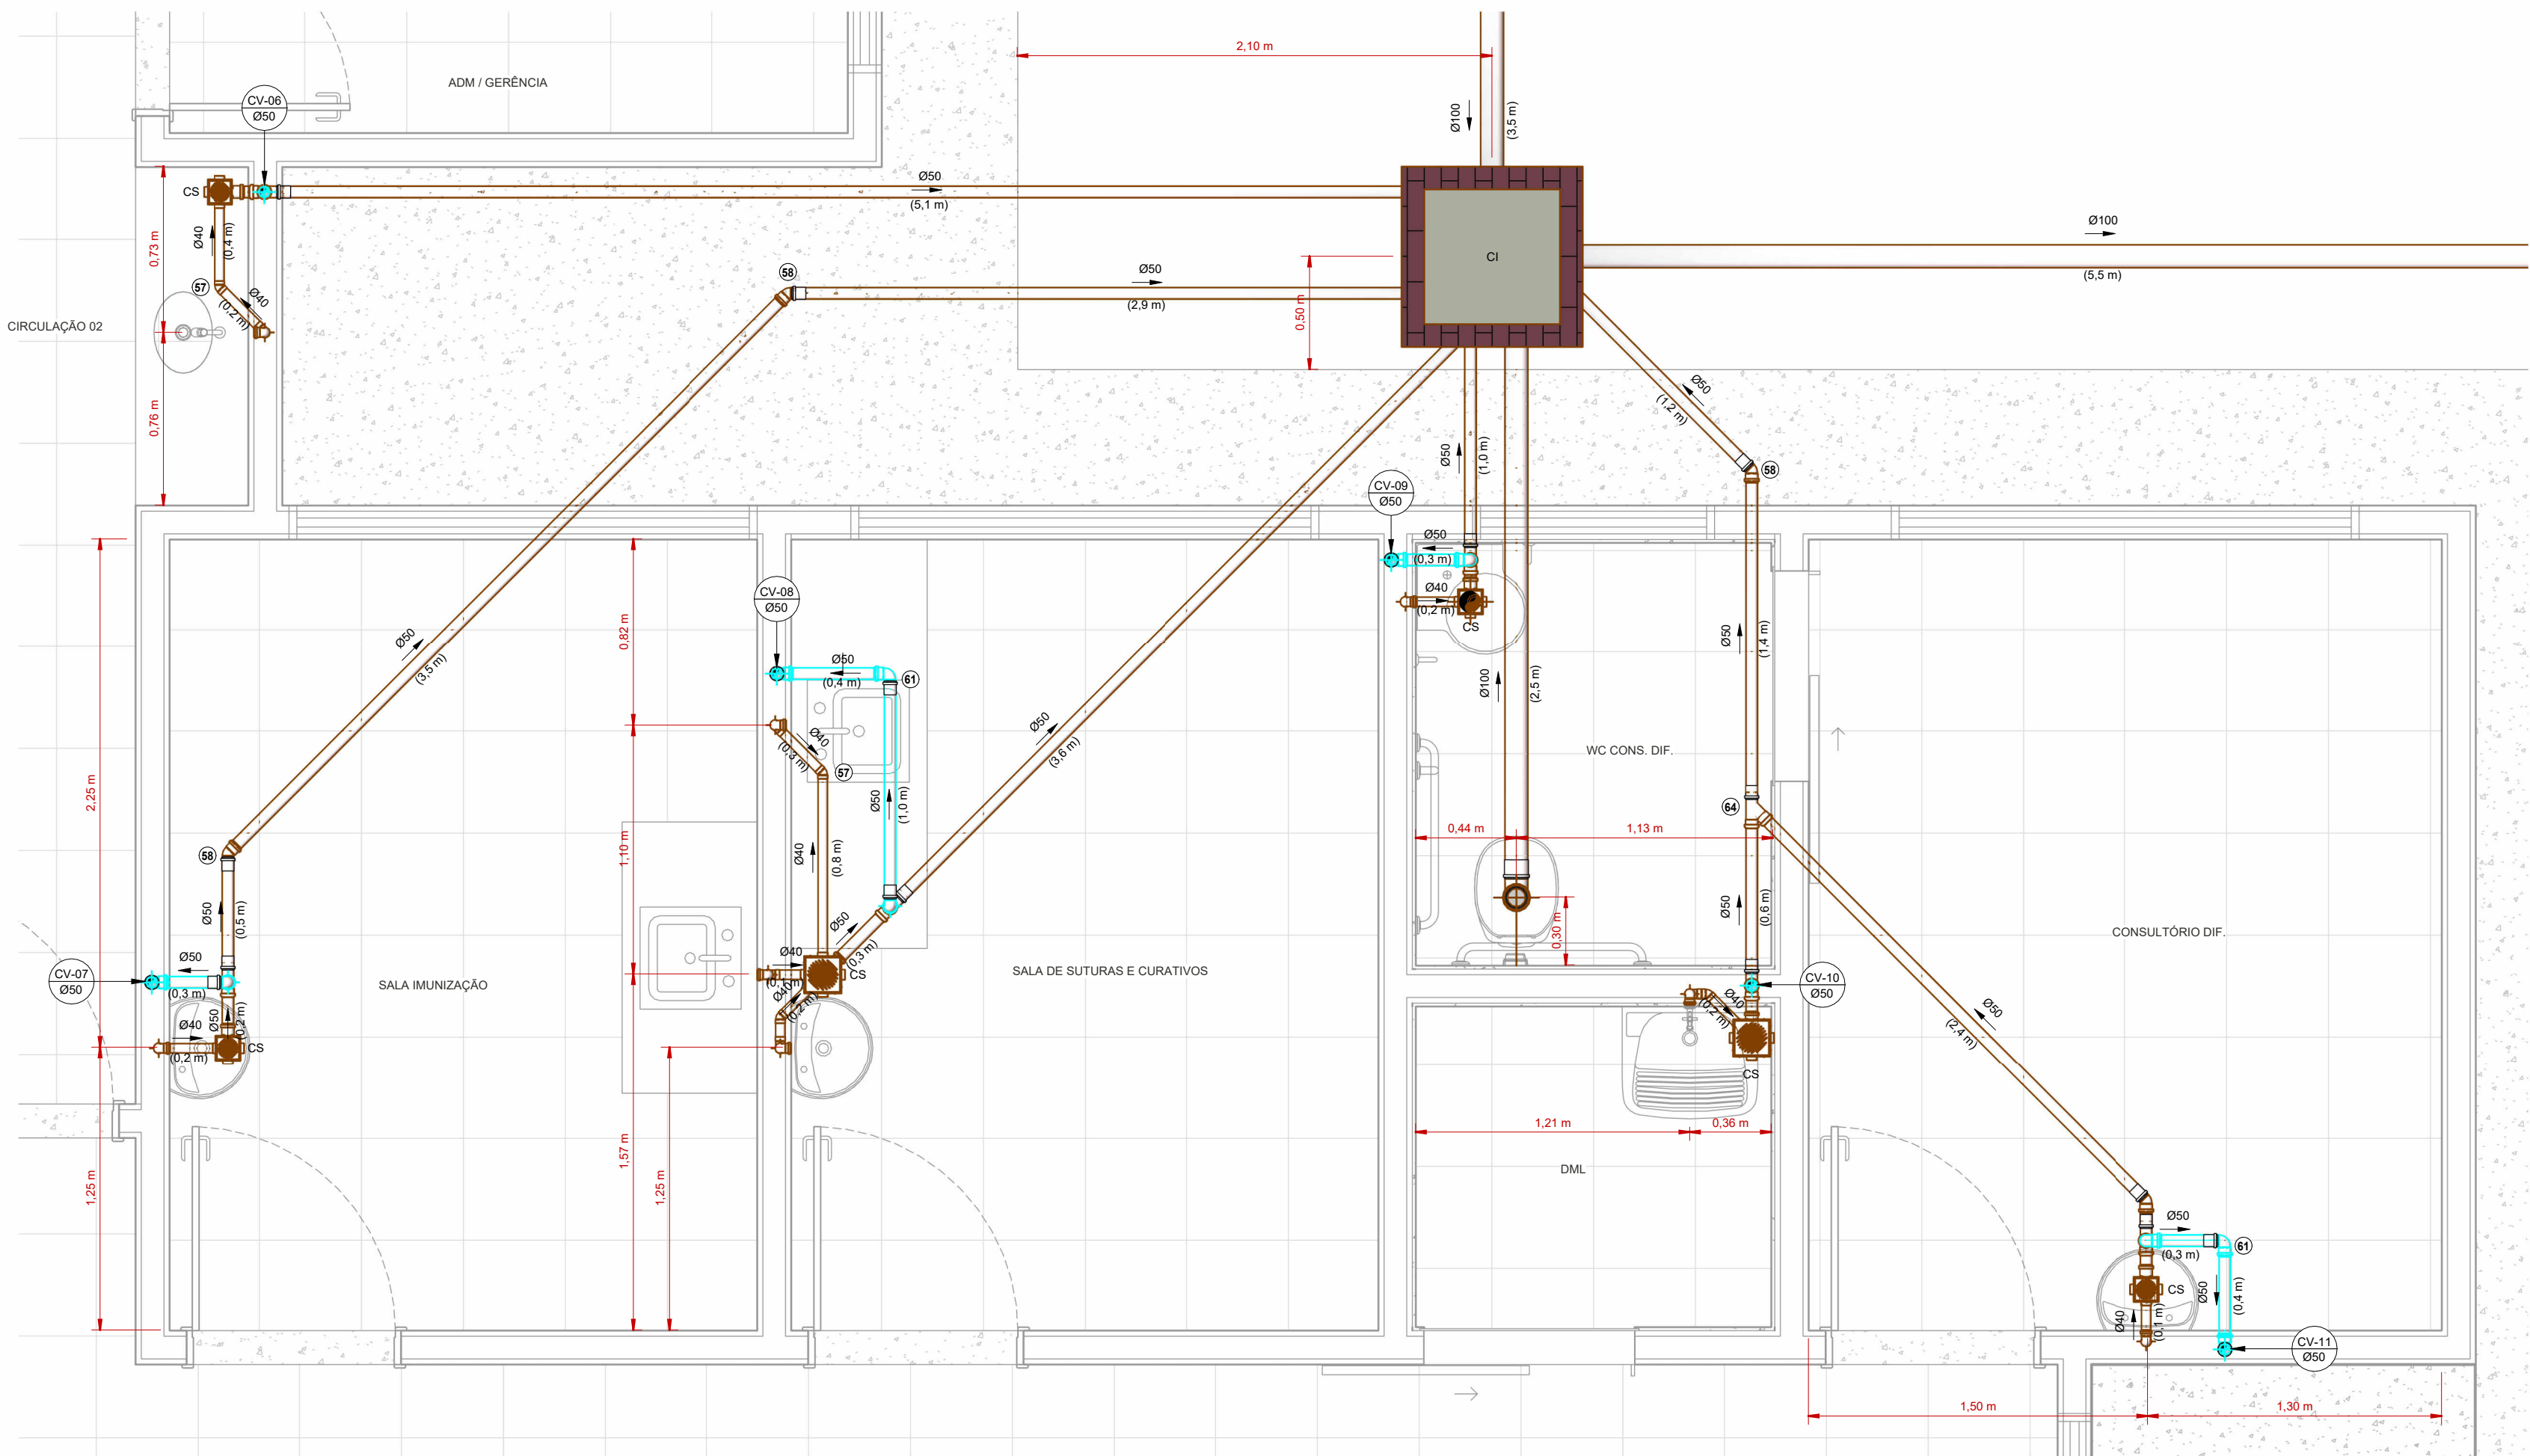 2,10 m
ADM / GERÊNCIA
CV-06
Ø50
Ø100
(3,5 m)
CS
Ø50
(5,1 m)
Ø100
(5,5 m)
0,73 m
Ø40
(0,4 m)
CI
58
Ø50
(2,9 m)
57
Ø40
(0,2 m)
0,50 m
CIRCULAÇÃO 02
0,76 m
Ø50
(1,2 m)
Ø50
(1,0 m)
58
CV-09
Ø50
Ø50
(0,3 m)
Ø40
(0,2 m)
CS
CV-08
Ø50
0,82 m
Ø50
(3,5 m)
Ø50
(0,4 m)
61
Ø50
(1,4 m)
Ø100
(2,5 m)
Ø40
(0,3 m)
57
Ø50
(3,6 m)
WC CONS. DIF.
2,25 m
Ø50
(1,0 m)
64
0,44 m
1,13 m
1,10 m
Ø40
(0,8 m)
58
Ø50
(0,5 m)
Ø50
(0,3 m)
0,30 m
Ø50
(0,6 m)
CONSULTÓRIO DIF.
CV-07
Ø50
Ø50
(0,3 m)
SALA IMUNIZAÇÃO
Ø40
(0,1 m)
CS
SALA DE SUTURAS E CURATIVOS
CV-10
Ø50
Ø40
(0,2 m)
Ø40
(0,2 m)
Ø50
(0,2 m)
Ø40
(0,2 m)
CS
Ø50
(2,4 m)
CS
1,21 m
0,36 m
1,57 m
DML
1,25 m
1,25 m
Ø50
(0,3 m)
61
CS
Ø50
(0,4 m)
Ø40
(0,1 m)
CV-11
Ø50
1,50 m
1,30 m